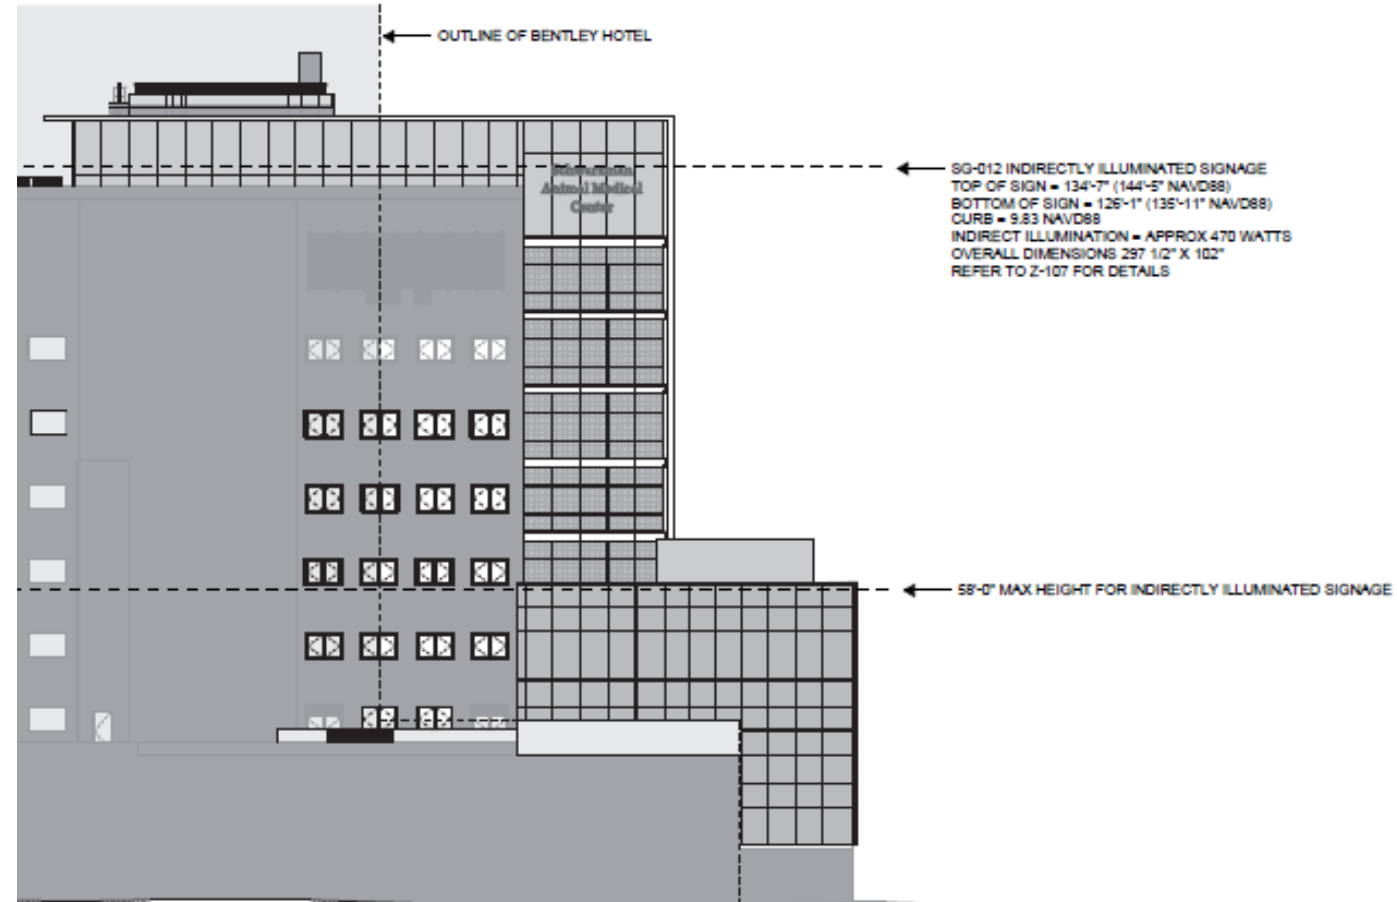 OUTLINE OF BENTLEY HOTEL
Schwarzman
Animal Medical
Center
SG-012 INDIRECTLY ILLUMINATED SIGNAGE
TOP OF SIGN = 134'-7" (144'-5" NAVD88)
BOTTOM OF SIGN = 126'-1" (135'-11" NAVD88)
CURB = 9.83 NAVD88
INDIRECT ILLUMINATION = APPROX 470 WATTS
OVERALL DIMENSIONS 297 1/2" X 102"
REFER TO Z-107 FOR DETAILS
58'-0" MAX HEIGHT FOR INDIRECTLY ILLUMINATED SIGNAGE